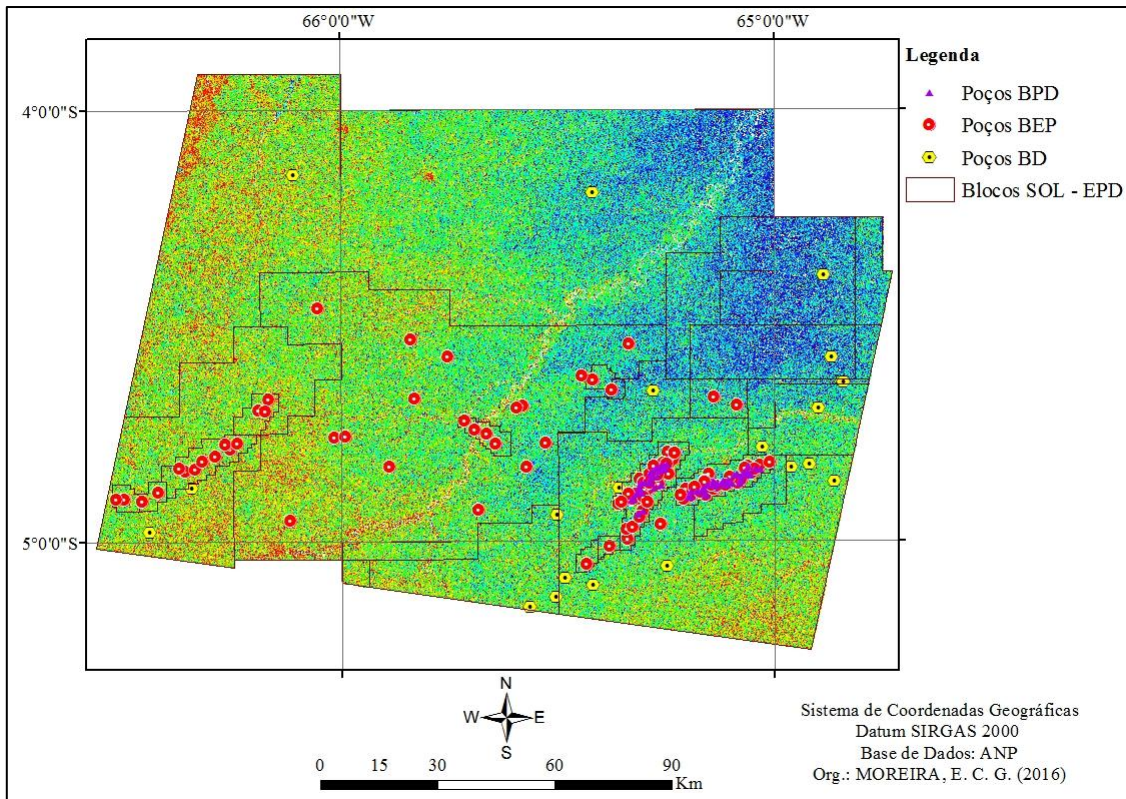 66°0'0"W
65°0'0"W
4°0'0"S
5°0'0"S
Legenda
Poços BPD
Poços BEP
Poços BD
Blocos SOL - EPD
N
W
E
S
0 15 30 60 90
Km
Sistema de Coordenadas Geográficas
Datum SIRGAS 2000
Base de Dados: ANP
Org.: MOREIRA, E. C. G. (2016)